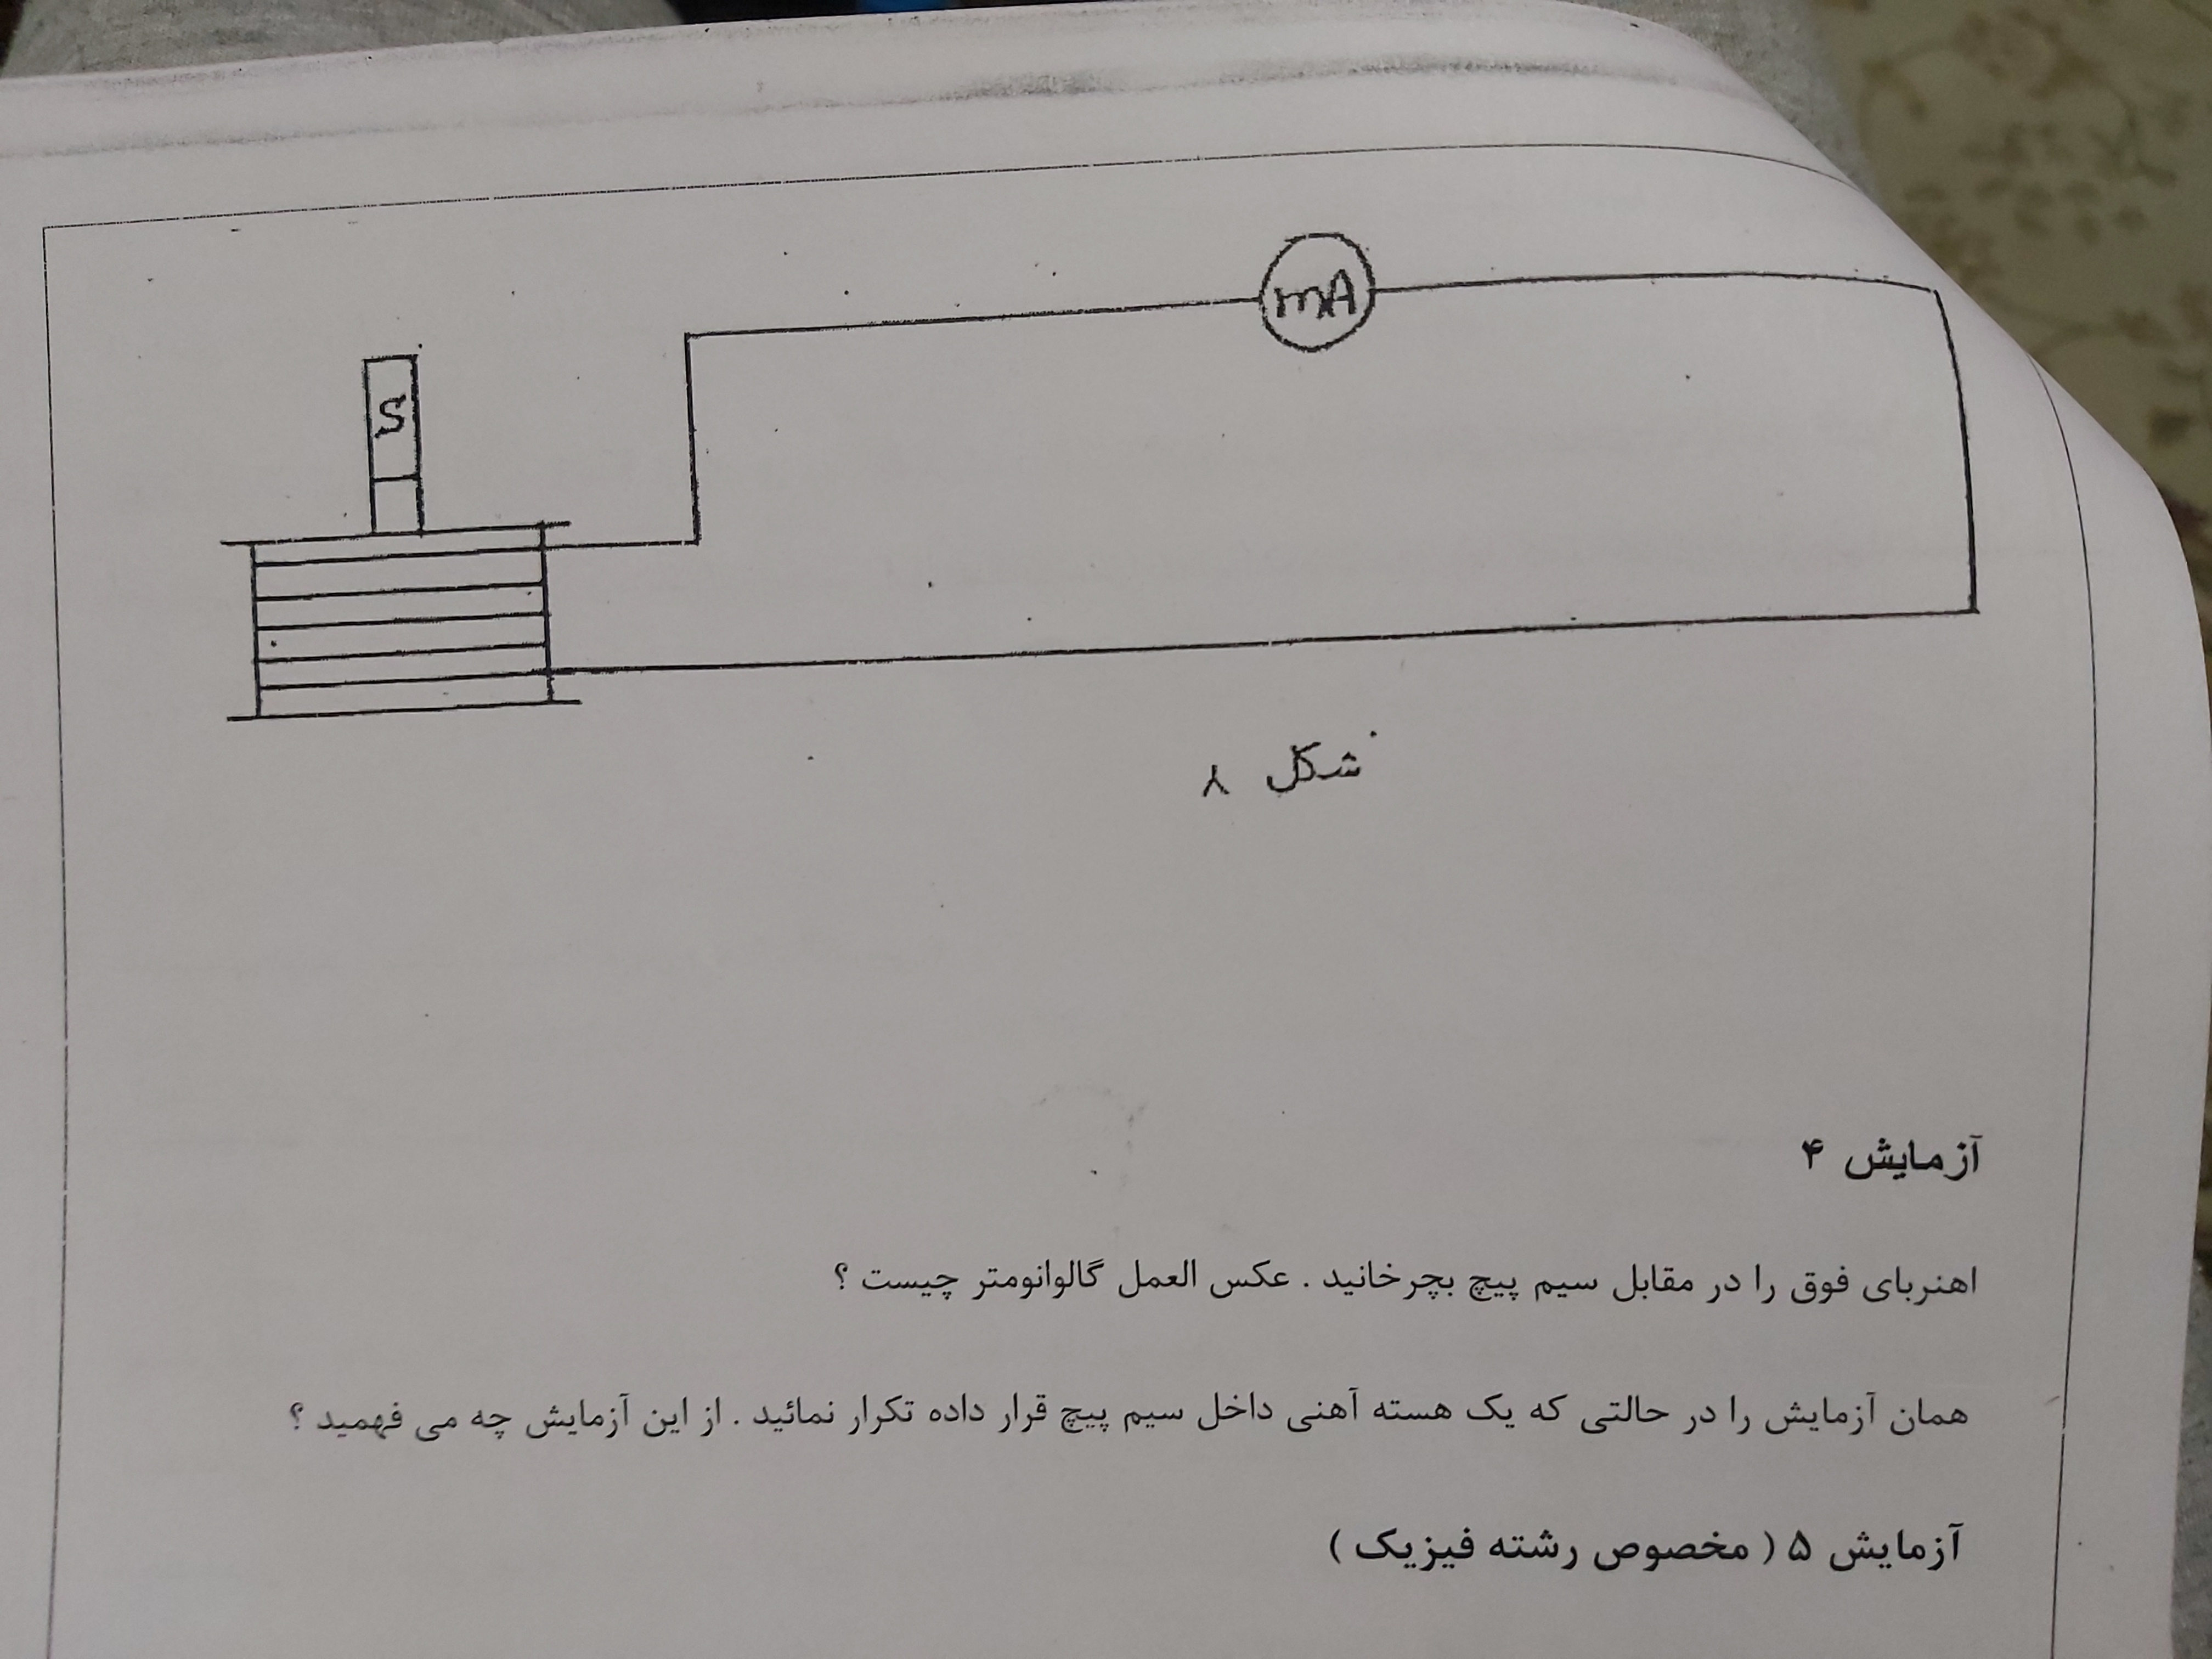 S
mA
شکل ۸
آزمایش ۴
اهنربای فوق را در مقابل سیم پیچ بچرخانید . عکس العمل گالوانومتر چیست ؟
همان آزمایش را در حالتی که یک هسته آهنی داخل سیم پیچ قرار داده تکرار نمائید . از این آزمایش چه می فهمید ؟
آزمایش ۵ ( مخصوص رشته فیزیک )